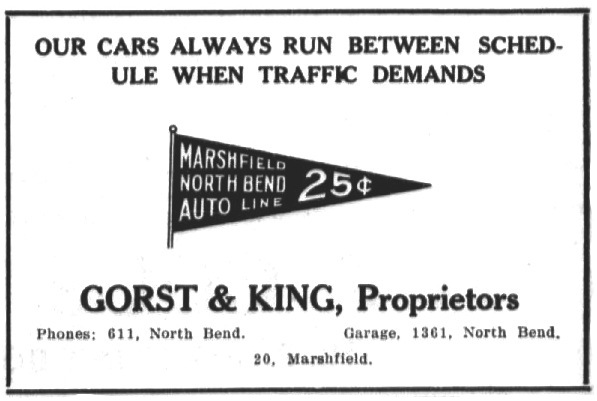 OUR CARS ALWAYS RUN BETWEEN SCHED-
ULE WHEN TRAFFIC DEMANDS
MARSHFIELD
NORTH BEND
AUTO LINE
25¢
GORST & KING, Proprietors
Phones: 611, North Bend. Garage, 1361, North Bend.
20, Marshfield.